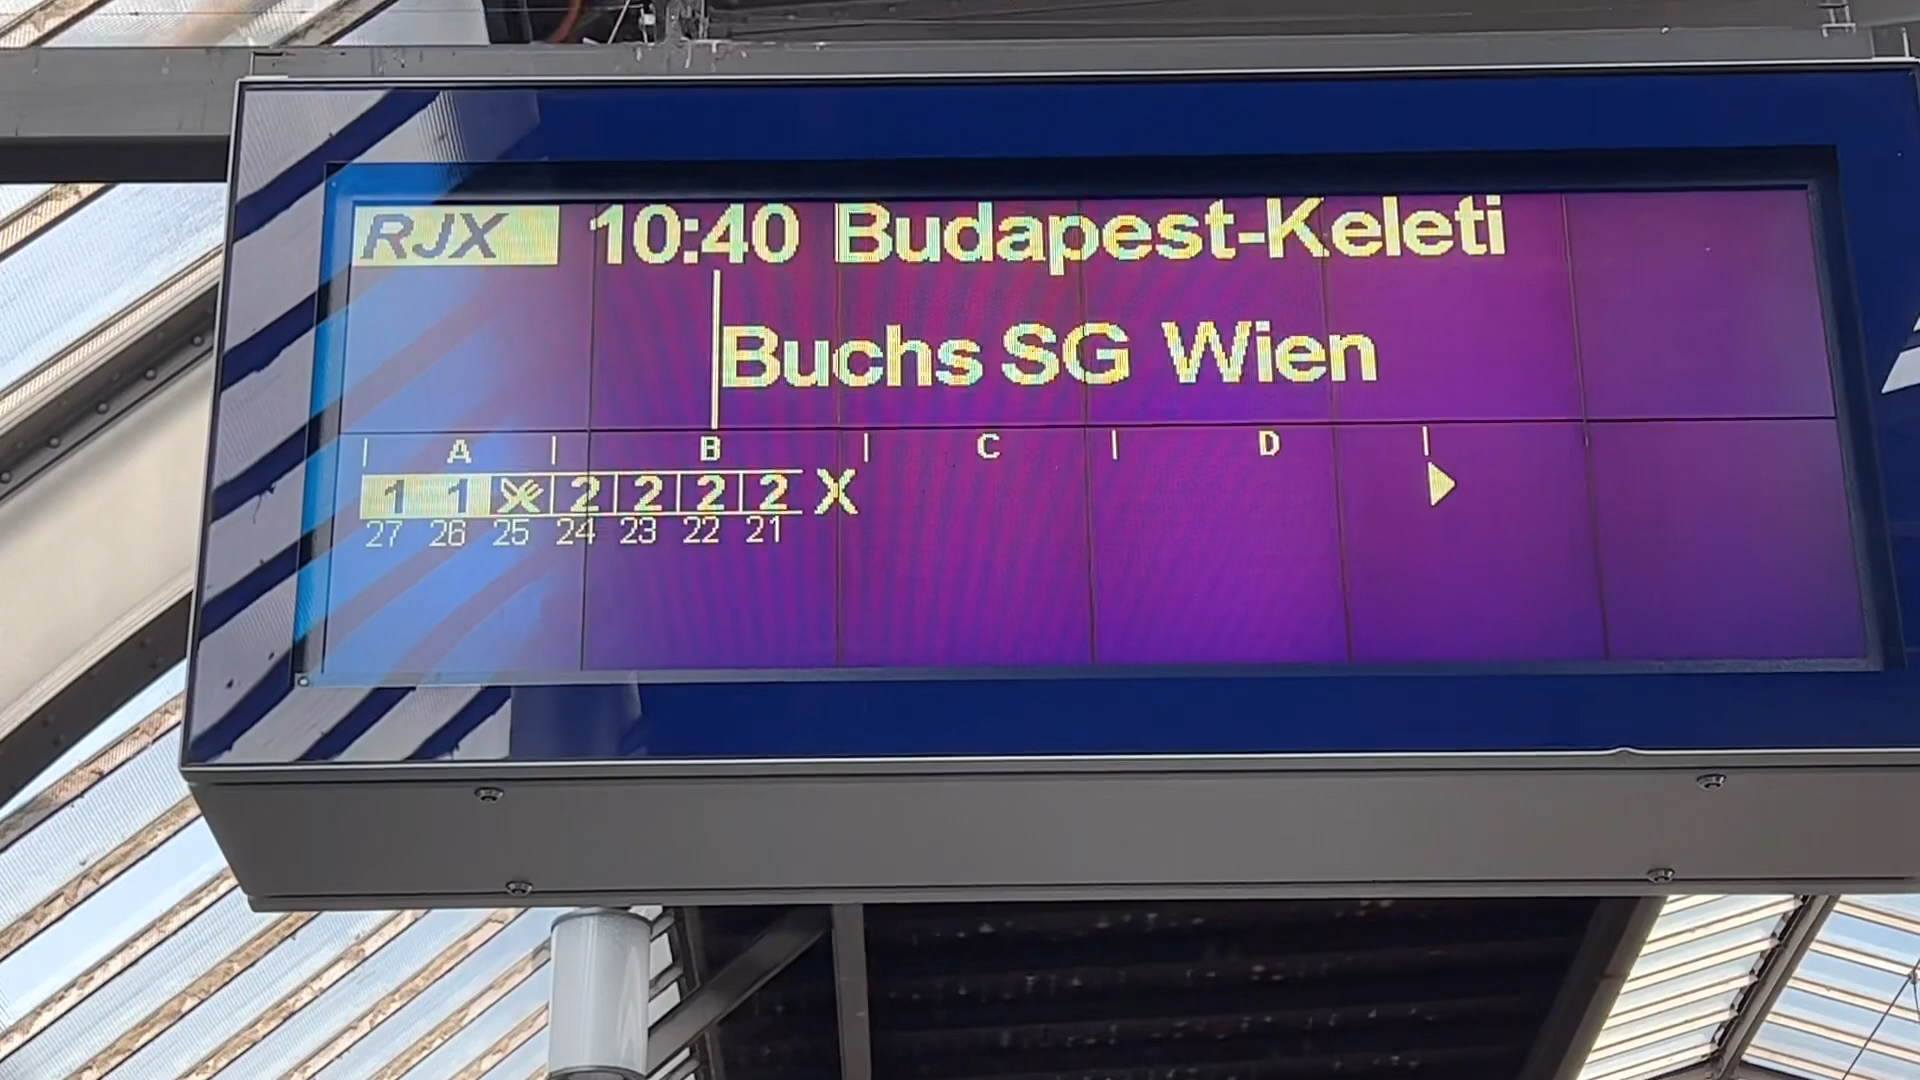 RJX 10:40 Budapest-Keleti
Buchs SG Wien
A B C D
1 1 2 2 2 2 X
27 26 25 24 23 22 21